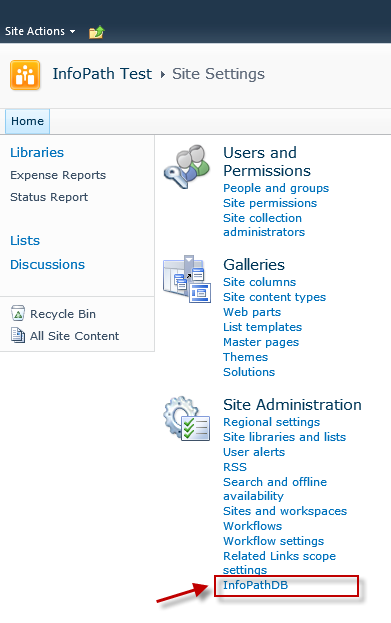 Site Actions
InfoPath Test ▸ Site Settings
Home
Libraries
Expense Reports
Status Report
Lists
Discussions
Recycle Bin
All Site Content
Users and
Permissions
People and groups
Site permissions
Site collection
administrators
Galleries
Site columns
Site content types
Web parts
List templates
Master pages
Themes
Solutions
Site Administration
Regional settings
Site libraries and lists
User alerts
RSS
Search and offline
availability
Sites and workspaces
Workflows
Workflow settings
Related Links scope
settings
InfoPathDB